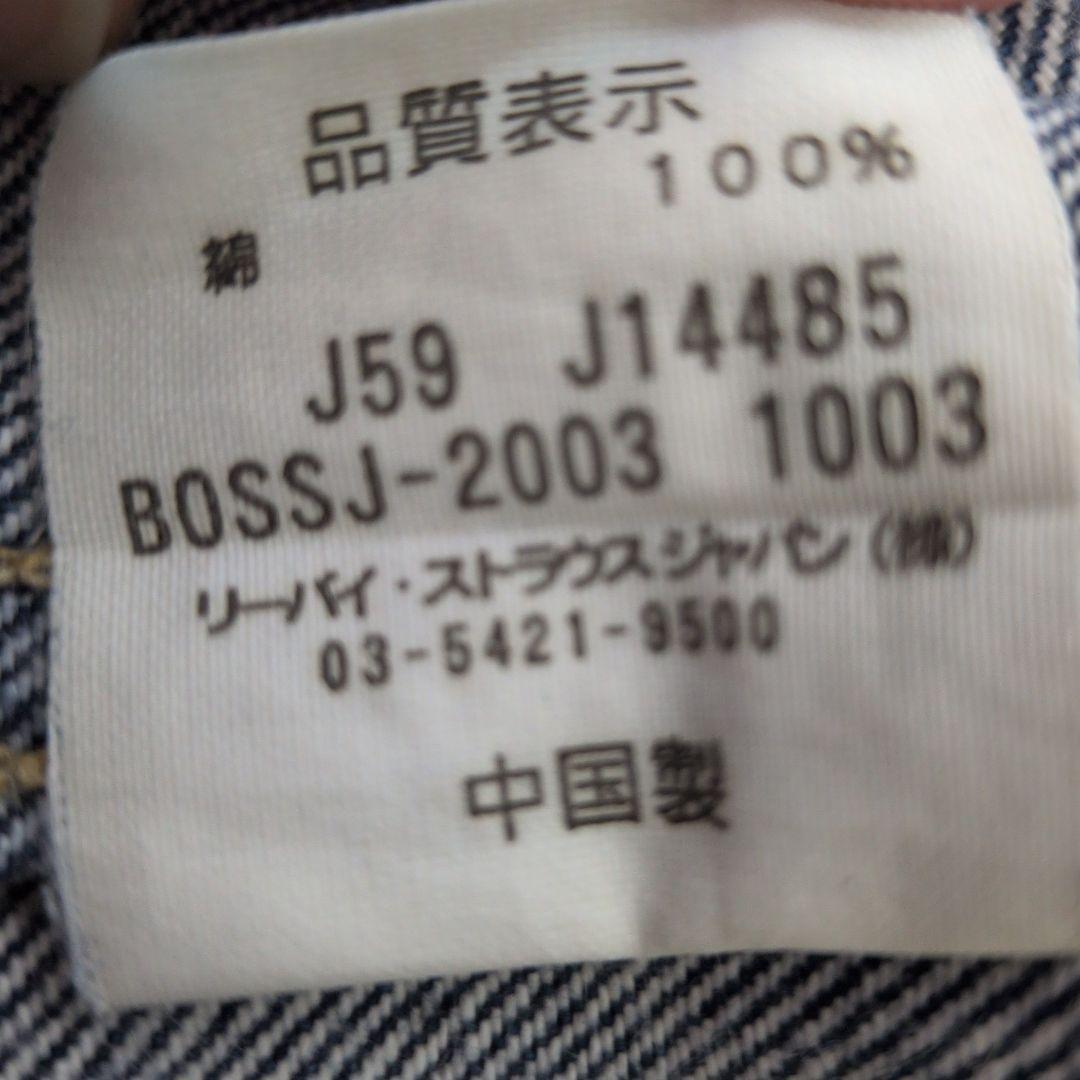 品質表示
綿 100%
J59 J14485
BOSSJ-2003 1003
リーバイ・ストラウスジャパン(株)
03-5421-9500
中国製